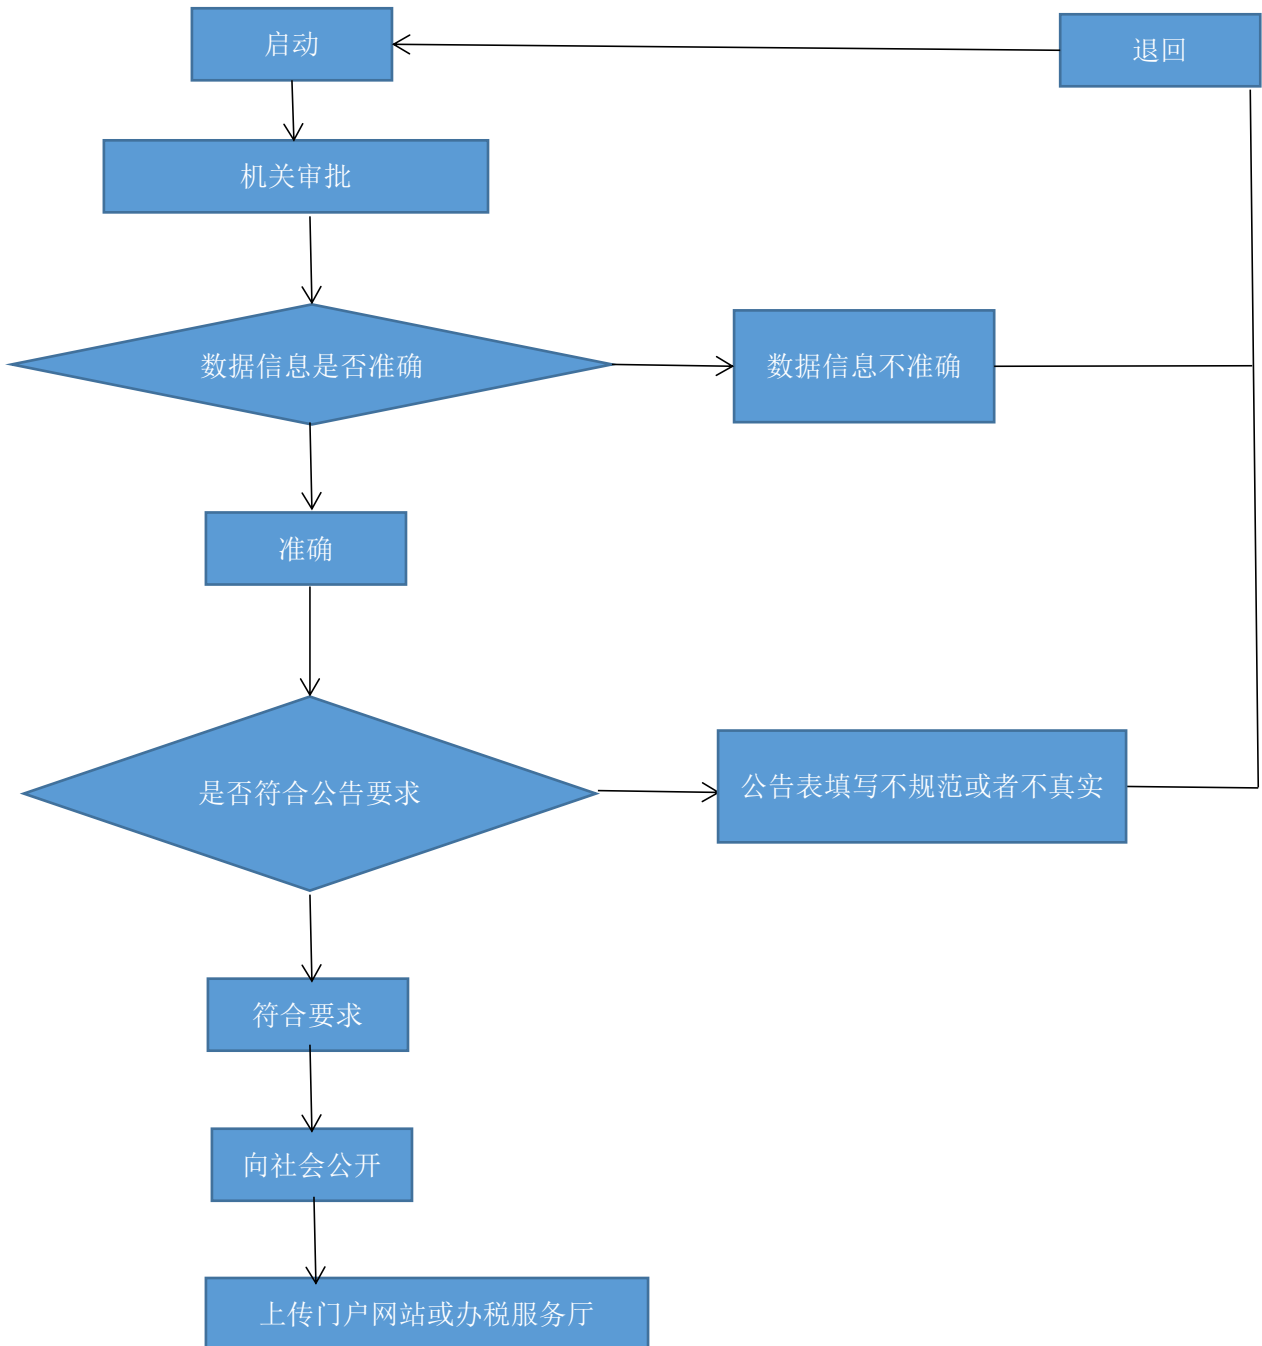 启动
退回
机关审批
数据信息是否准确
数据信息不准确
准确
是否符合公告要求
公告表填写不规范或者不真实
符合要求
向社会公开
上传门户网站或办税服务厅